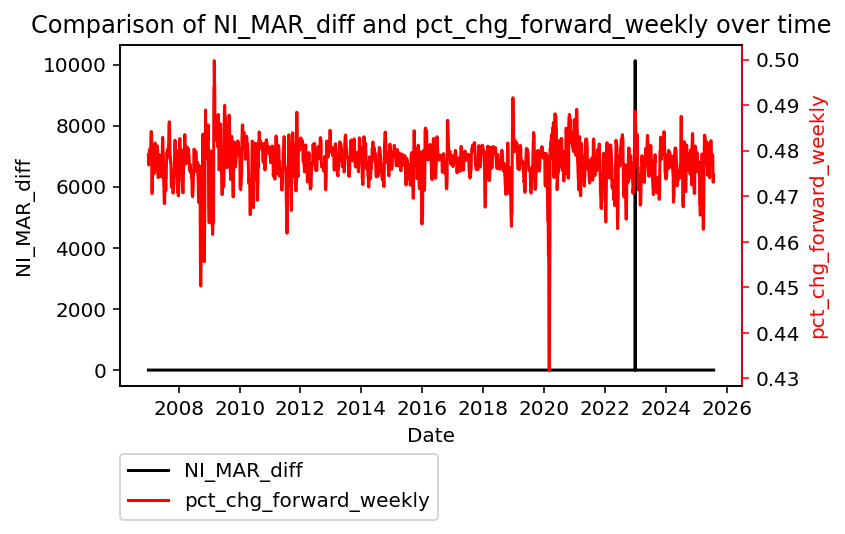 Comparison of NI_MAR_diff and pct_chg_forward_weekly over time
10000
8000
6000
4000
2000
0
NI_MAR_diff
0.50
0.49
0.48
0.47
0.46
0.45
0.44
0.43
pct_chg_forward_weekly
2008 2010 2012 2014 2016 2018 2020 2022 2024 2026
Date
NI_MAR_diff
pct_chg_forward_weekly